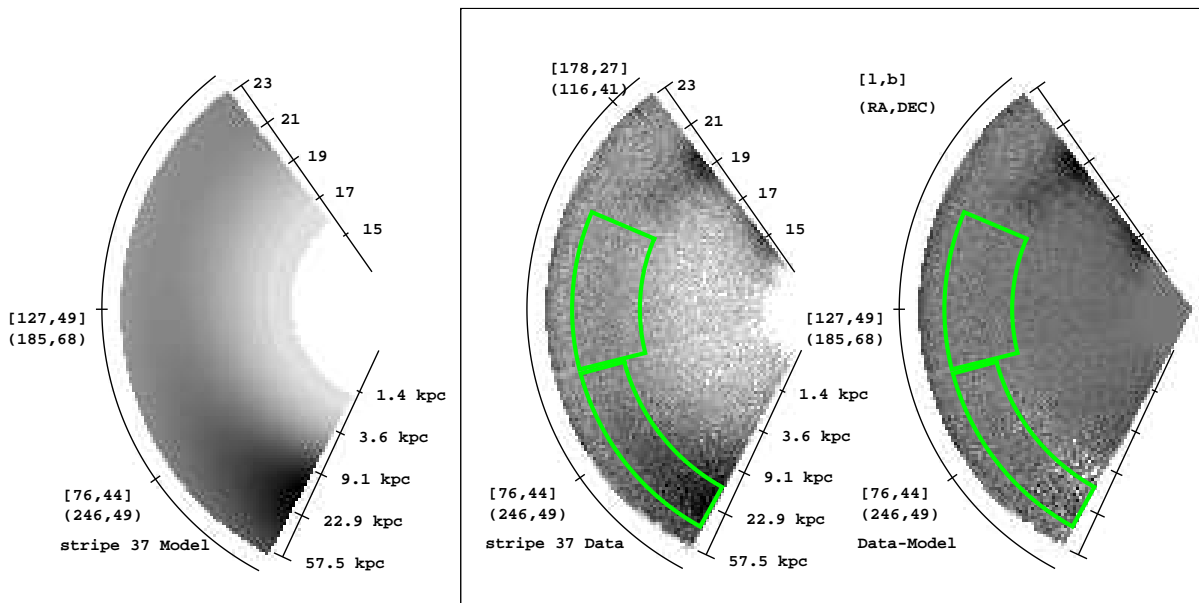 23
21
19
17
15
[127,49]
(185,68)
1.4 kpc
3.6 kpc
9.1 kpc
22.9 kpc
57.5 kpc
[76,44]
(246,49)
stripe 37 Model
[178,27]
(116,41)
23
21
19
17
15
[127,49]
(185,68)
1.4 kpc
3.6 kpc
9.1 kpc
22.9 kpc
57.5 kpc
[76,44]
(246,49)
stripe 37 Data
[l,b]
(RA,DEC)
[76,44]
(246,49)
Data-Model